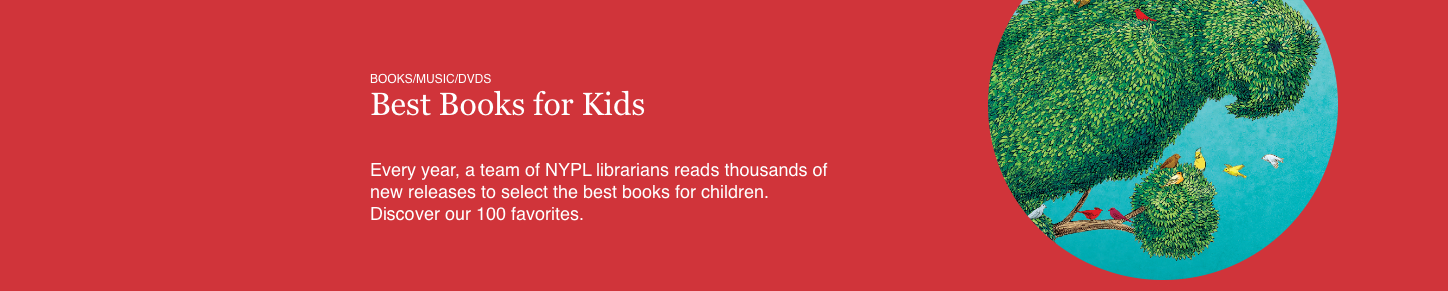 BOOKS/MUSIC/DVDS
Best Books for Kids
Every year, a team of NYPL librarians reads thousands of
new releases to select the best books for children.
Discover our 100 favorites.